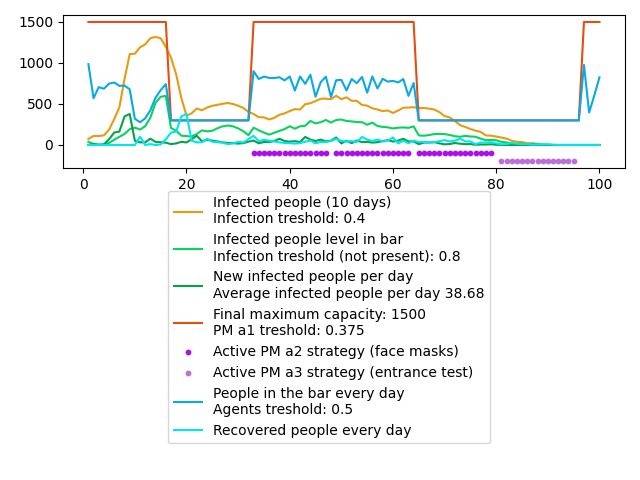 1500
1000
500
0
0 20 40 60 80 100
Infected people (10 days)
Infection treshold: 0.4
Infected people level in bar
Infection treshold (not present): 0.8
New infected people per day
Average infected people per day 38.68
Final maximum capacity: 1500
PM a1 treshold: 0.375
Active PM a2 strategy (face masks)
Active PM a3 strategy (entrance test)
People in the bar every day
Agents treshold: 0.5
Recovered people every day